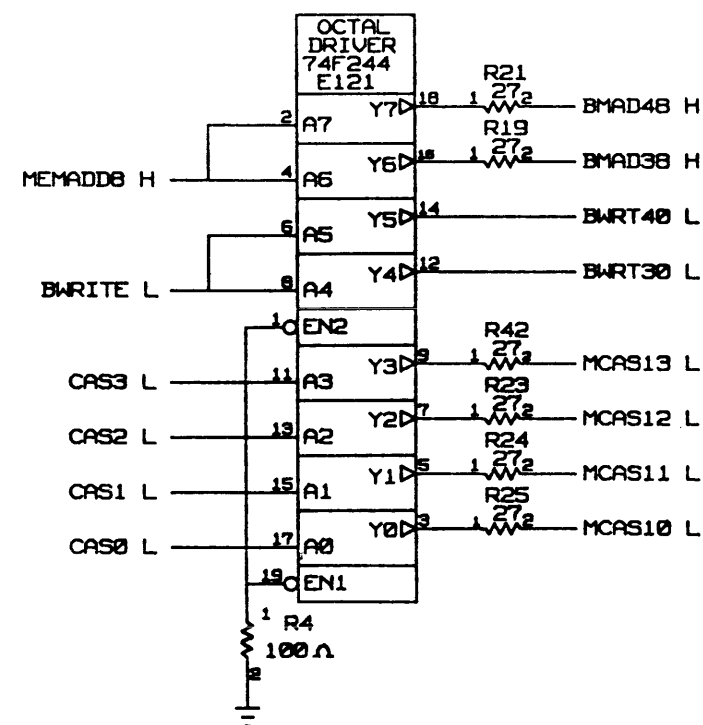 OCTAL
DRIVER
74F244
E121
2 A7 Y7 18 1 R21 27 2 BMAD48 H
MEMADD8 H 4 A6 Y6 16 1 R19 27 2 BMAD38 H
6 A5 Y5 14 BWRT40 L
BWRITE L 8 A4 Y4 12 BWRT30 L
1 EN2
CAS3 L 11 A3 Y3 9 1 R42 27 2 MCAS13 L
CAS2 L 13 A2 Y2 7 1 R23 27 2 MCAS12 L
CAS1 L 15 A1 Y1 5 1 R24 27 2 MCAS11 L
CAS0 L 17 A0 Y0 3 1 R25 27 2 MCAS10 L
19 EN1
1 R4
100 Ω
2